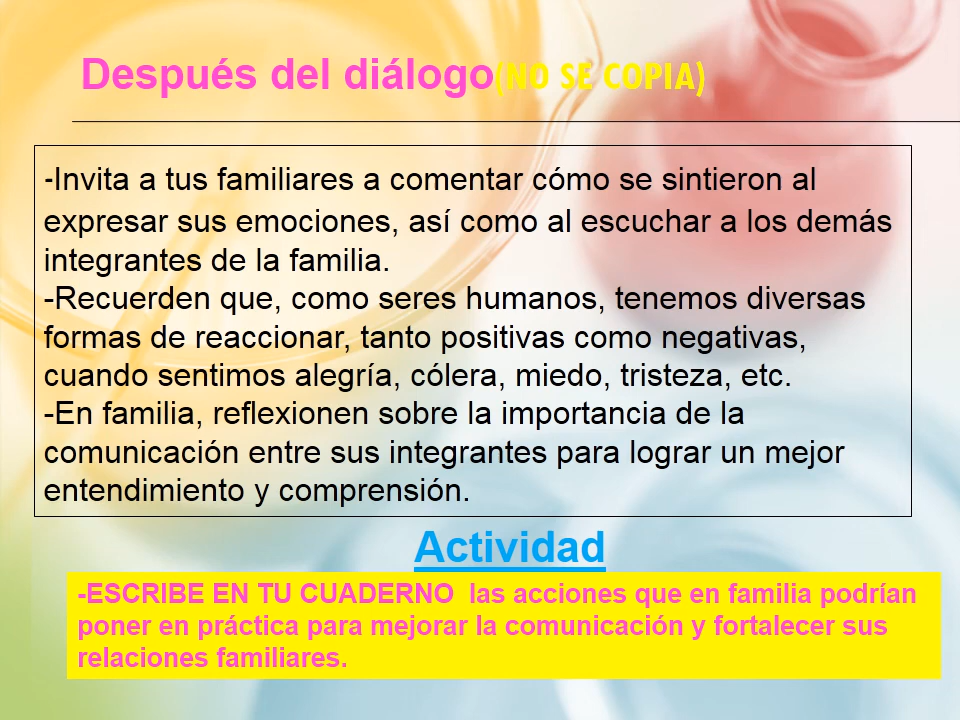 Después del diálogo(NO SE COPIA)
-Invita a tus familiares a comentar cómo se sintieron al
expresar sus emociones, así como al escuchar a los demás
integrantes de la familia.
-Recuerden que, como seres humanos, tenemos diversas
formas de reaccionar, tanto positivas como negativas,
cuando sentimos alegría, cólera, miedo, tristeza, etc.
-En familia, reflexionen sobre la importancia de la
comunicación entre sus integrantes para lograr un mejor
entendimiento y comprensión.
Actividad
-ESCRIBE EN TU CUADERNO  las acciones que en familia podrían
poner en práctica para mejorar la comunicación y fortalecer sus
relaciones familiares.